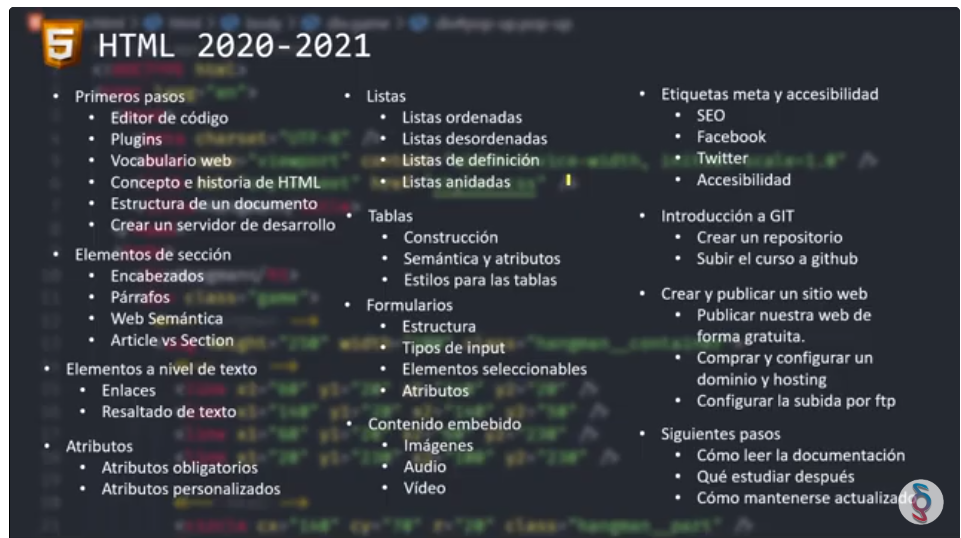 HTML 2020-2021
Primeros pasos
Editor de código
Plugins
Vocabulario web
Concepto e historia de HTML
Estructura de un documento
Crear un servidor de desarrollo
Elementos de sección
Encabezados
Párrafos
Web Semántica
Article vs Section
Elementos a nivel de texto
Enlaces
Resaltado de texto
Atributos
Atributos obligatorios
Atributos personalizados
Listas
Listas ordenadas
Listas desordenadas
Listas de definición
Listas anidadas
Tablas
Construcción
Semántica y atributos
Estilos para las tablas
Formularios
Estructura
Tipos de input
Elementos seleccionables
Atributos
Contenido embebido
Imágenes
Audio
Vídeo
Etiquetas meta y accesibilidad
SEO
Facebook
Twitter
Accesibilidad
Introducción a GIT
Crear un repositorio
Subir el curso a github
Crear y publicar un sitio web
Publicar nuestra web de
forma gratuita.
Comprar y configurar un
dominio y hosting
Configurar la subida por ftp
Siguientes pasos
Cómo leer la documentación
Qué estudiar después
Cómo mantenerse actualizado